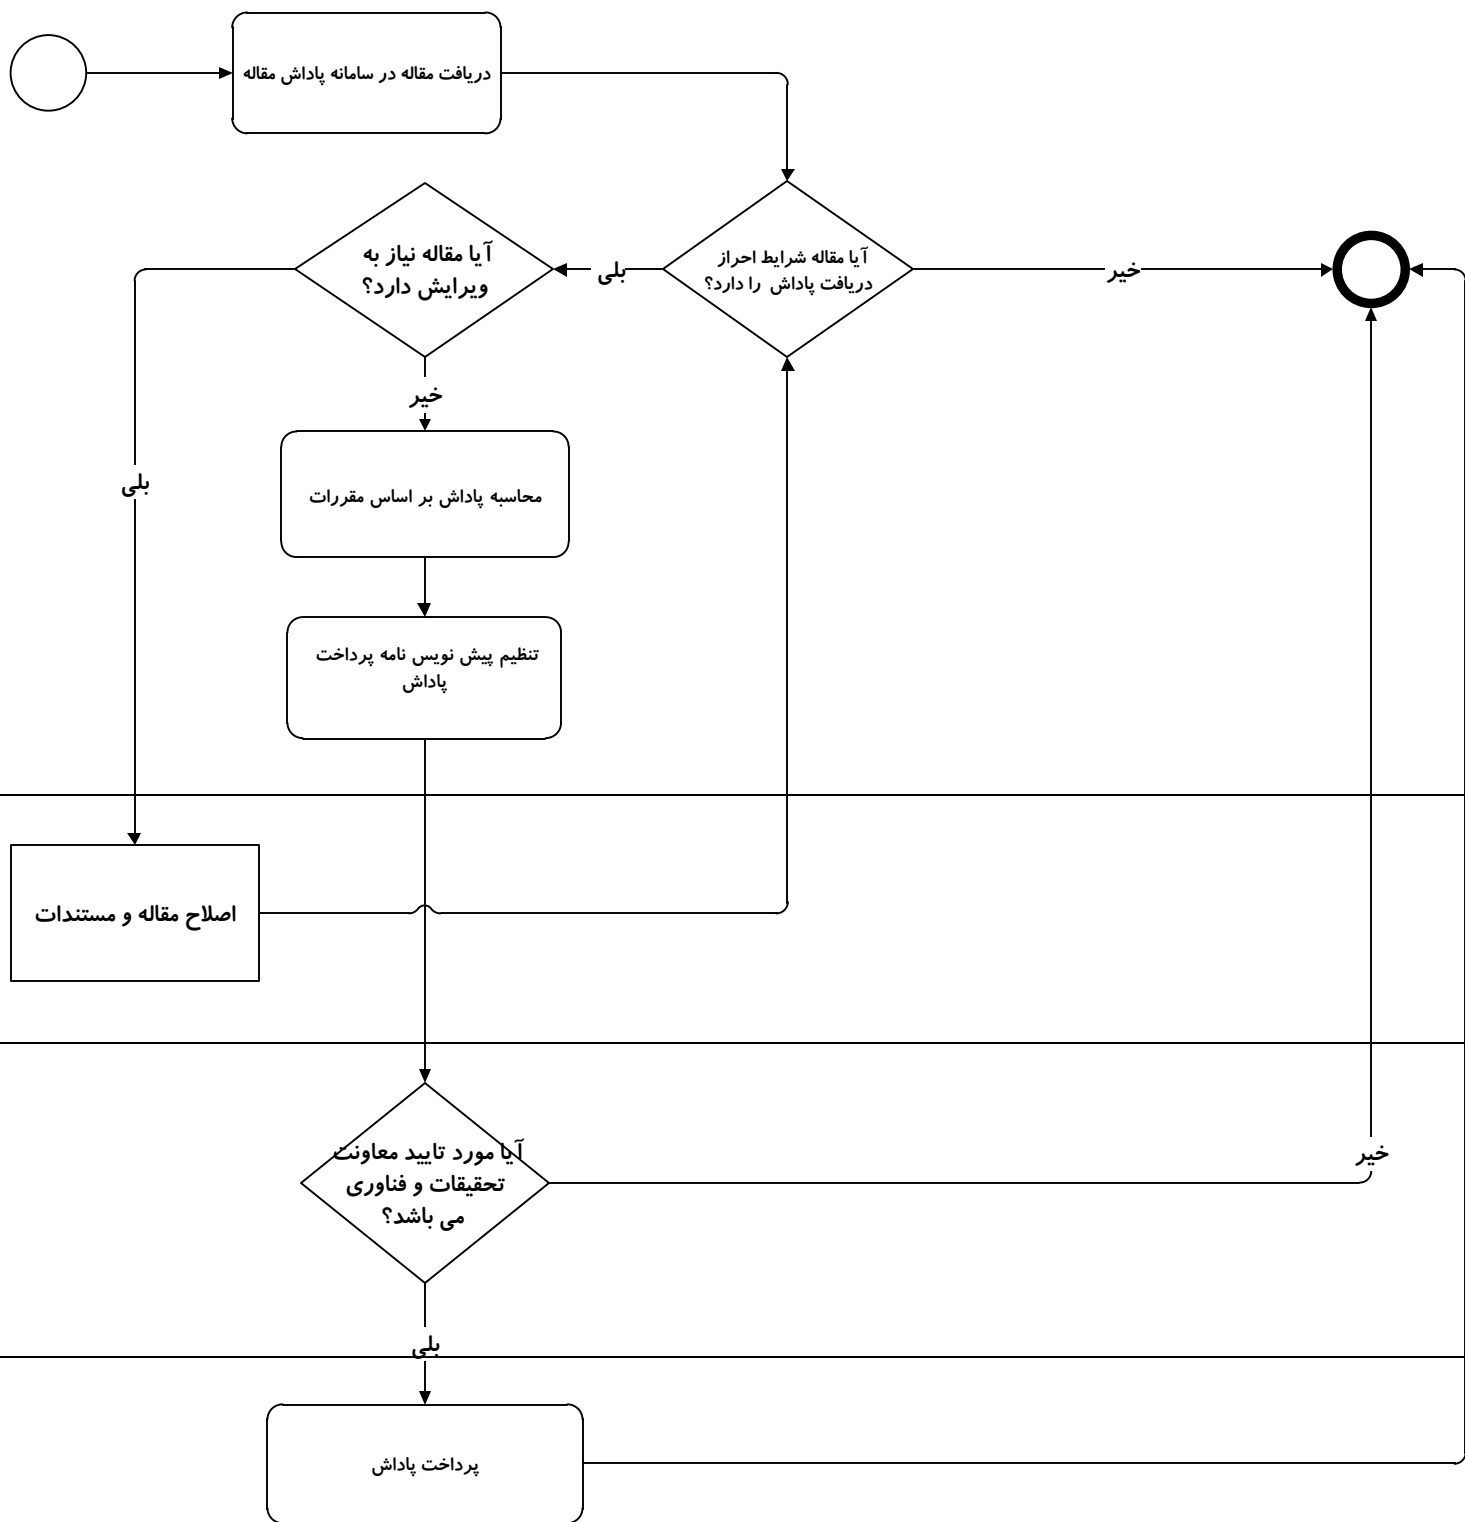 دریافت مقاله در سامانه پاداش مقاله
آیا مقاله شرایط احراز
دریافت پاداش را دارد؟
خیر
بلی
آیا مقاله نیاز به
ویرایش دارد؟
خیر
بلی
محاسبه پاداش بر اساس مقررات
تنظیم پیش نویس نامه پرداخت
پاداش
اصلاح مقاله و مستندات
آیا مورد تایید معاونت
تحقیقات و فناوری
می باشد؟
خیر
بلی
پرداخت پاداش